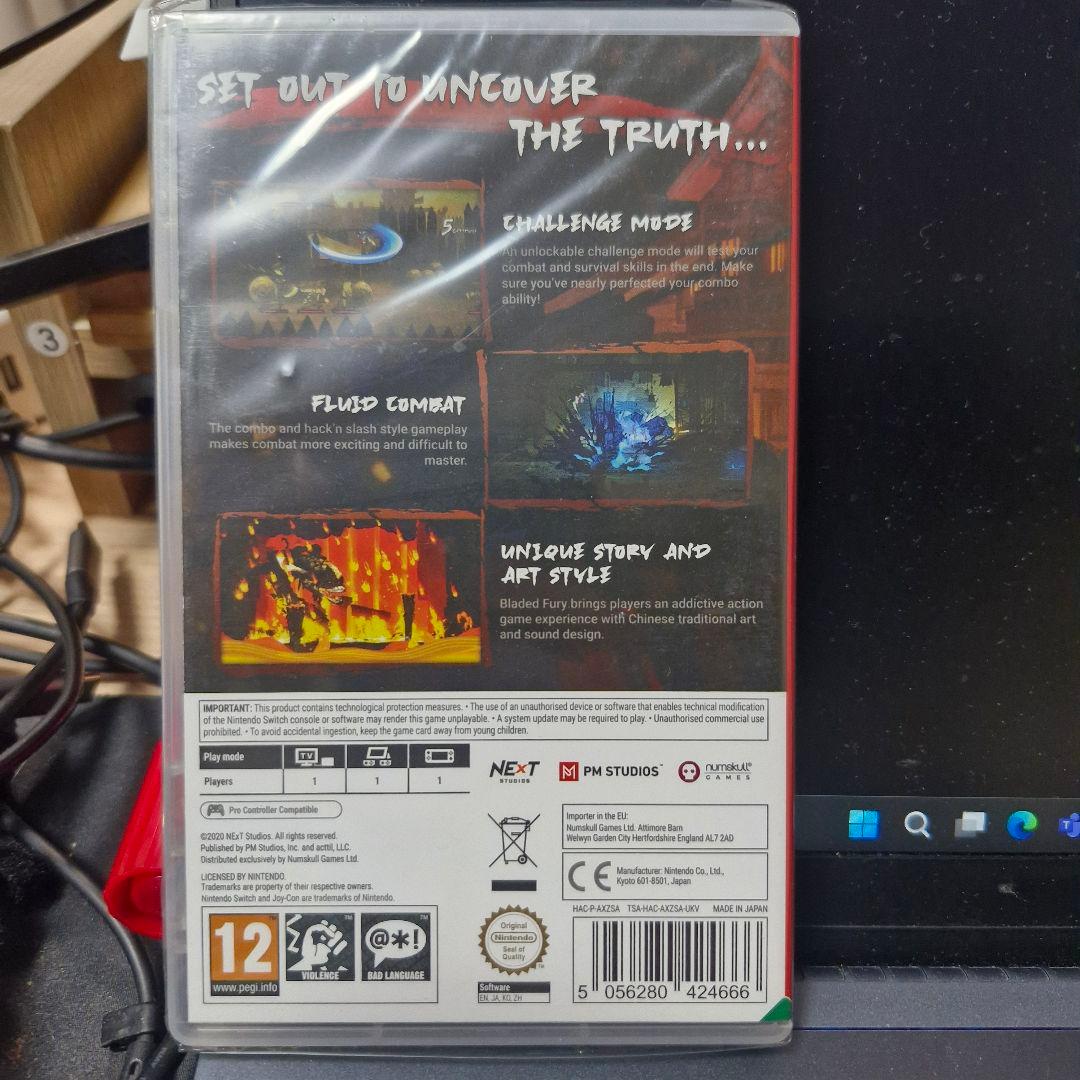 SET OUT TO UNCOVER
THE TRUTH...
5
CHALLENGE MODE
An unlockable challenge mode will test your
combat and survival skills in the end. Make
sure you've nearly perfected your combo
ability!
3
FLUID COMBAT
The combo and hack'n slash style gameplay
makes combat more exciting and difficult to
master.
UNIQUE STORY AND
ART STYLE
Bladed Fury brings players an addictive action
game experience with Chinese traditional art
and sound design.
IMPORTANT: This product contains technological protection measures. • The use of an unauthorised device or software that enables technical modification
of the Nintendo Switch console or software may render this game unplayable. • A system update may be required to play. • Unauthorised commercial use
prohibited. • To avoid accidental ingestion, keep the game card away from young children.
Play mode TV
Players 1 1 1
NExT
STUDIOS
PM STUDIOS™
numskull®
GAMES
Pro Controller Compatible
©2020 NExT Studios. All rights reserved.
Published by PM Studios, Inc. and acttil, LLC.
Distributed exclusively by Numskull Games Ltd.
LICENSED BY NINTENDO.
Trademarks are property of their respective owners.
Nintendo Switch and Joy-Con are trademarks of Nintendo.
Importer in the EU:
Numskull Games Ltd. Attimore Barn
Welwyn Garden City Hertfordshire England AL7 2AD
CE
Manufacturer: Nintendo Co., Ltd.,
Kyoto 601-8501, Japan
HAC-P-AXZSA TSA-HAC-AXZSA-UKV MADE IN JAPAN
12™
www.pegi.info
™
VIOLENCE
@*!™
BAD LANGUAGE
Original
Nintendo
Seal of
Quality
™
Software
EN, JA, KO, ZH
5 056280 424666
T